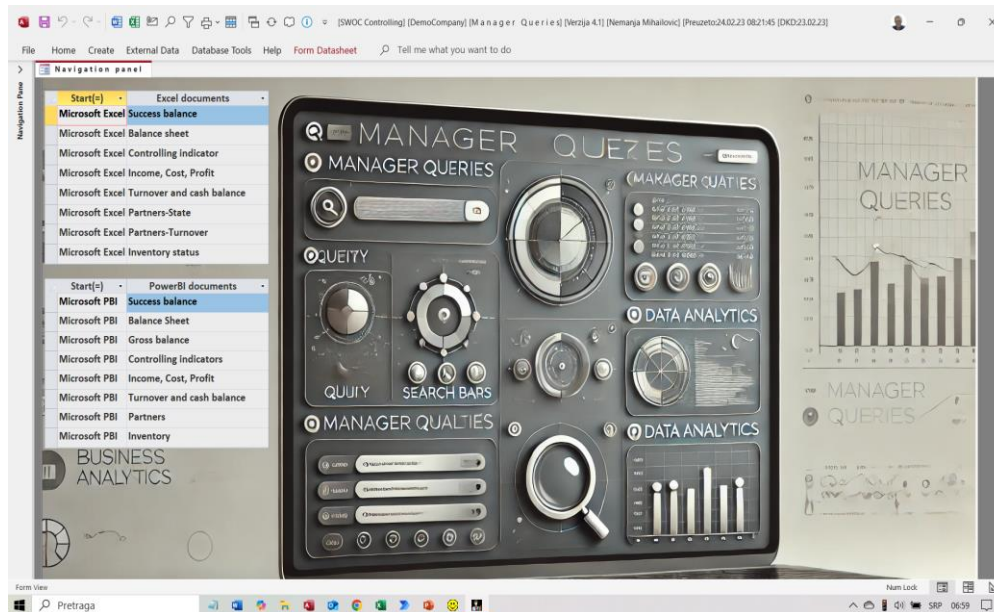 [SWOC Controlling] [DemoCompany] [M a n a g e r  Q u e r i e s] [Verzija 4.1] [Nemanja Mihailovic] [Preuzeto:24.02.23 08:21:45 [DKD:23.02.23]
File Home Create External Data Database Tools Help Form Datasheet Tell me what you want to do
Navigation panel
Navigation Pane
Start(=) Excel documents
Microsoft Excel Success balance
Microsoft Excel Balance sheet
Microsoft Excel Controlling indicator
Microsoft Excel Income, Cost, Profit
Microsoft Excel Turnover and cash balance
Microsoft Excel Partners-State
Microsoft Excel Partners-Turnover
Microsoft Excel Inventory status
Start(=) PowerBI documents
Microsoft PBI Success balance
Microsoft PBI Balance Sheet
Microsoft PBI Gross balance
Microsoft PBI Controlling indicators
Microsoft PBI Income, Cost, Profit
Microsoft PBI Turnover and cash balance
Microsoft PBI Partners
Microsoft PBI Inventory
BUSINESS
ANALYTICS
MANAGER QUEZES
MANAGER QUERIES
OQUEITY
QUIJITY
SEARCH BARS
MANAGER QUALTIES
MAKAGER QUATIES
DATA ANALYTICS
DATA ANALYTICS
MANAGER
QUERIES
MANAGER
QUERIES
Form View
Num Lock
Pretraga
SRP 06:59